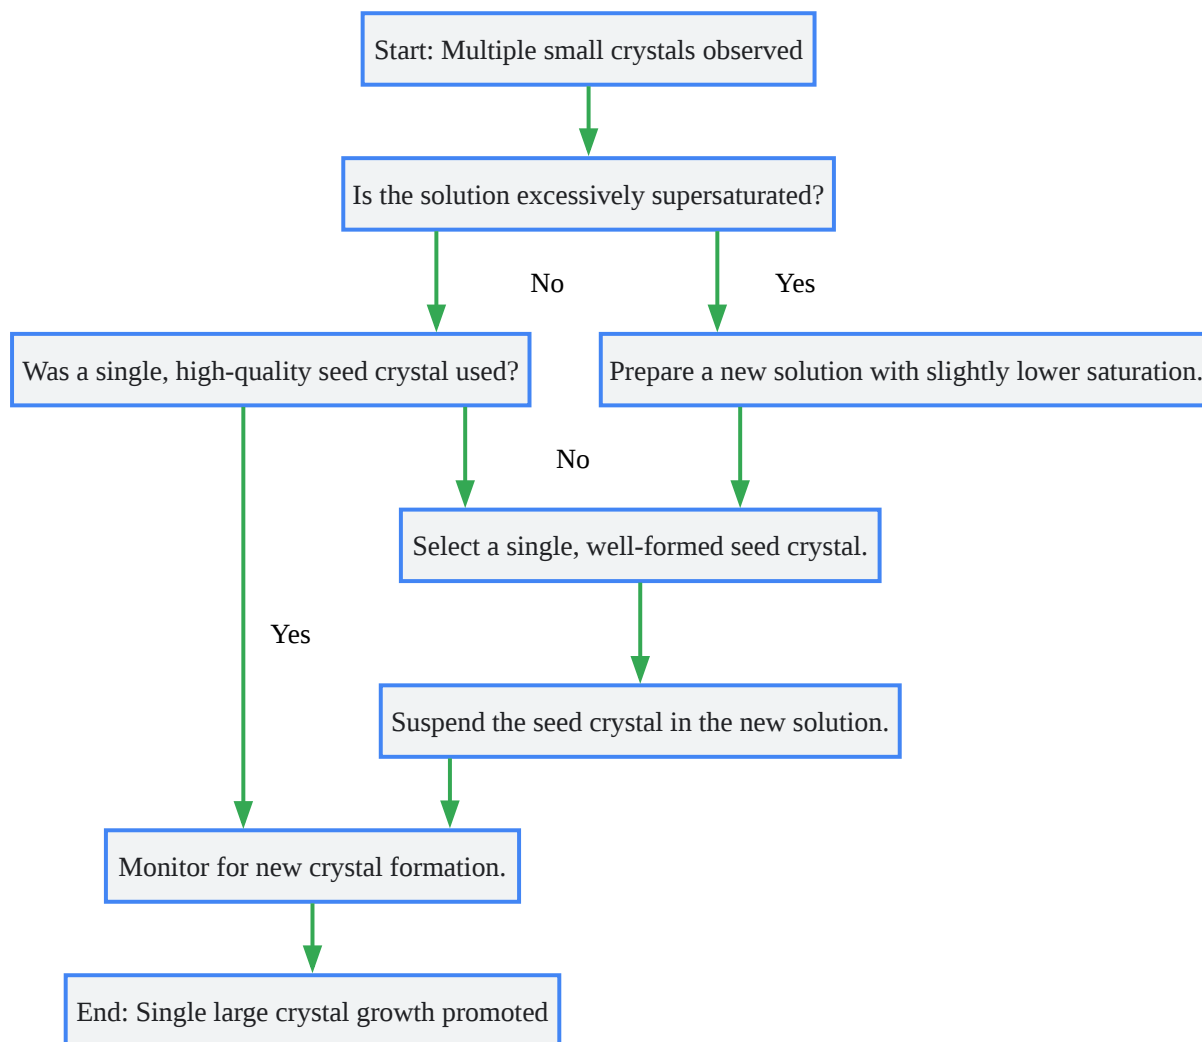 Start: Multiple small crystals observed
Is the solution excessively supersaturated?
No
Yes
Was a single, high-quality seed crystal used?
Prepare a new solution with slightly lower saturation.
No
Select a single, well-formed seed crystal.
Yes
Suspend the seed crystal in the new solution.
Monitor for new crystal formation.
End: Single large crystal growth promoted